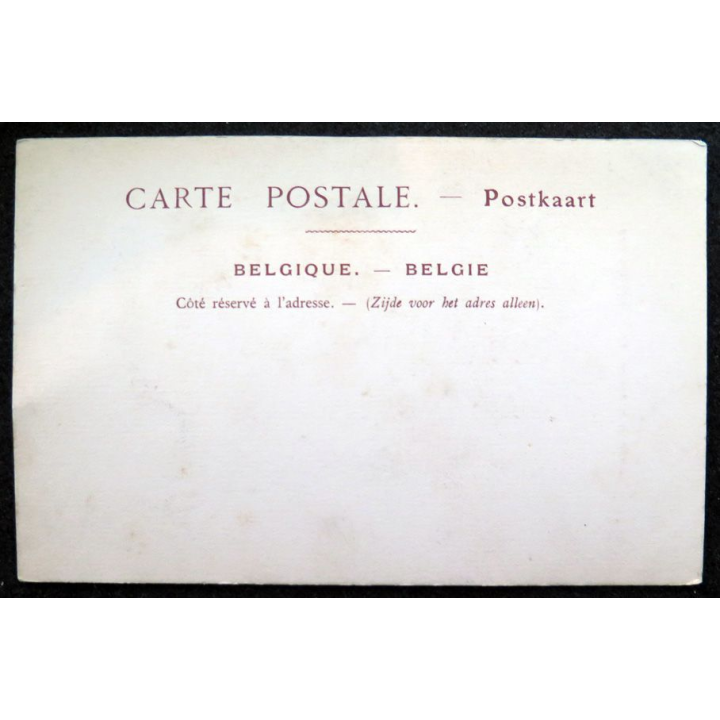 CARTE POSTALE. — Postkaart
BELGIQUE. — BELGIE
Côté réservé à l'adresse. — (Zijde voor het adres alleen).